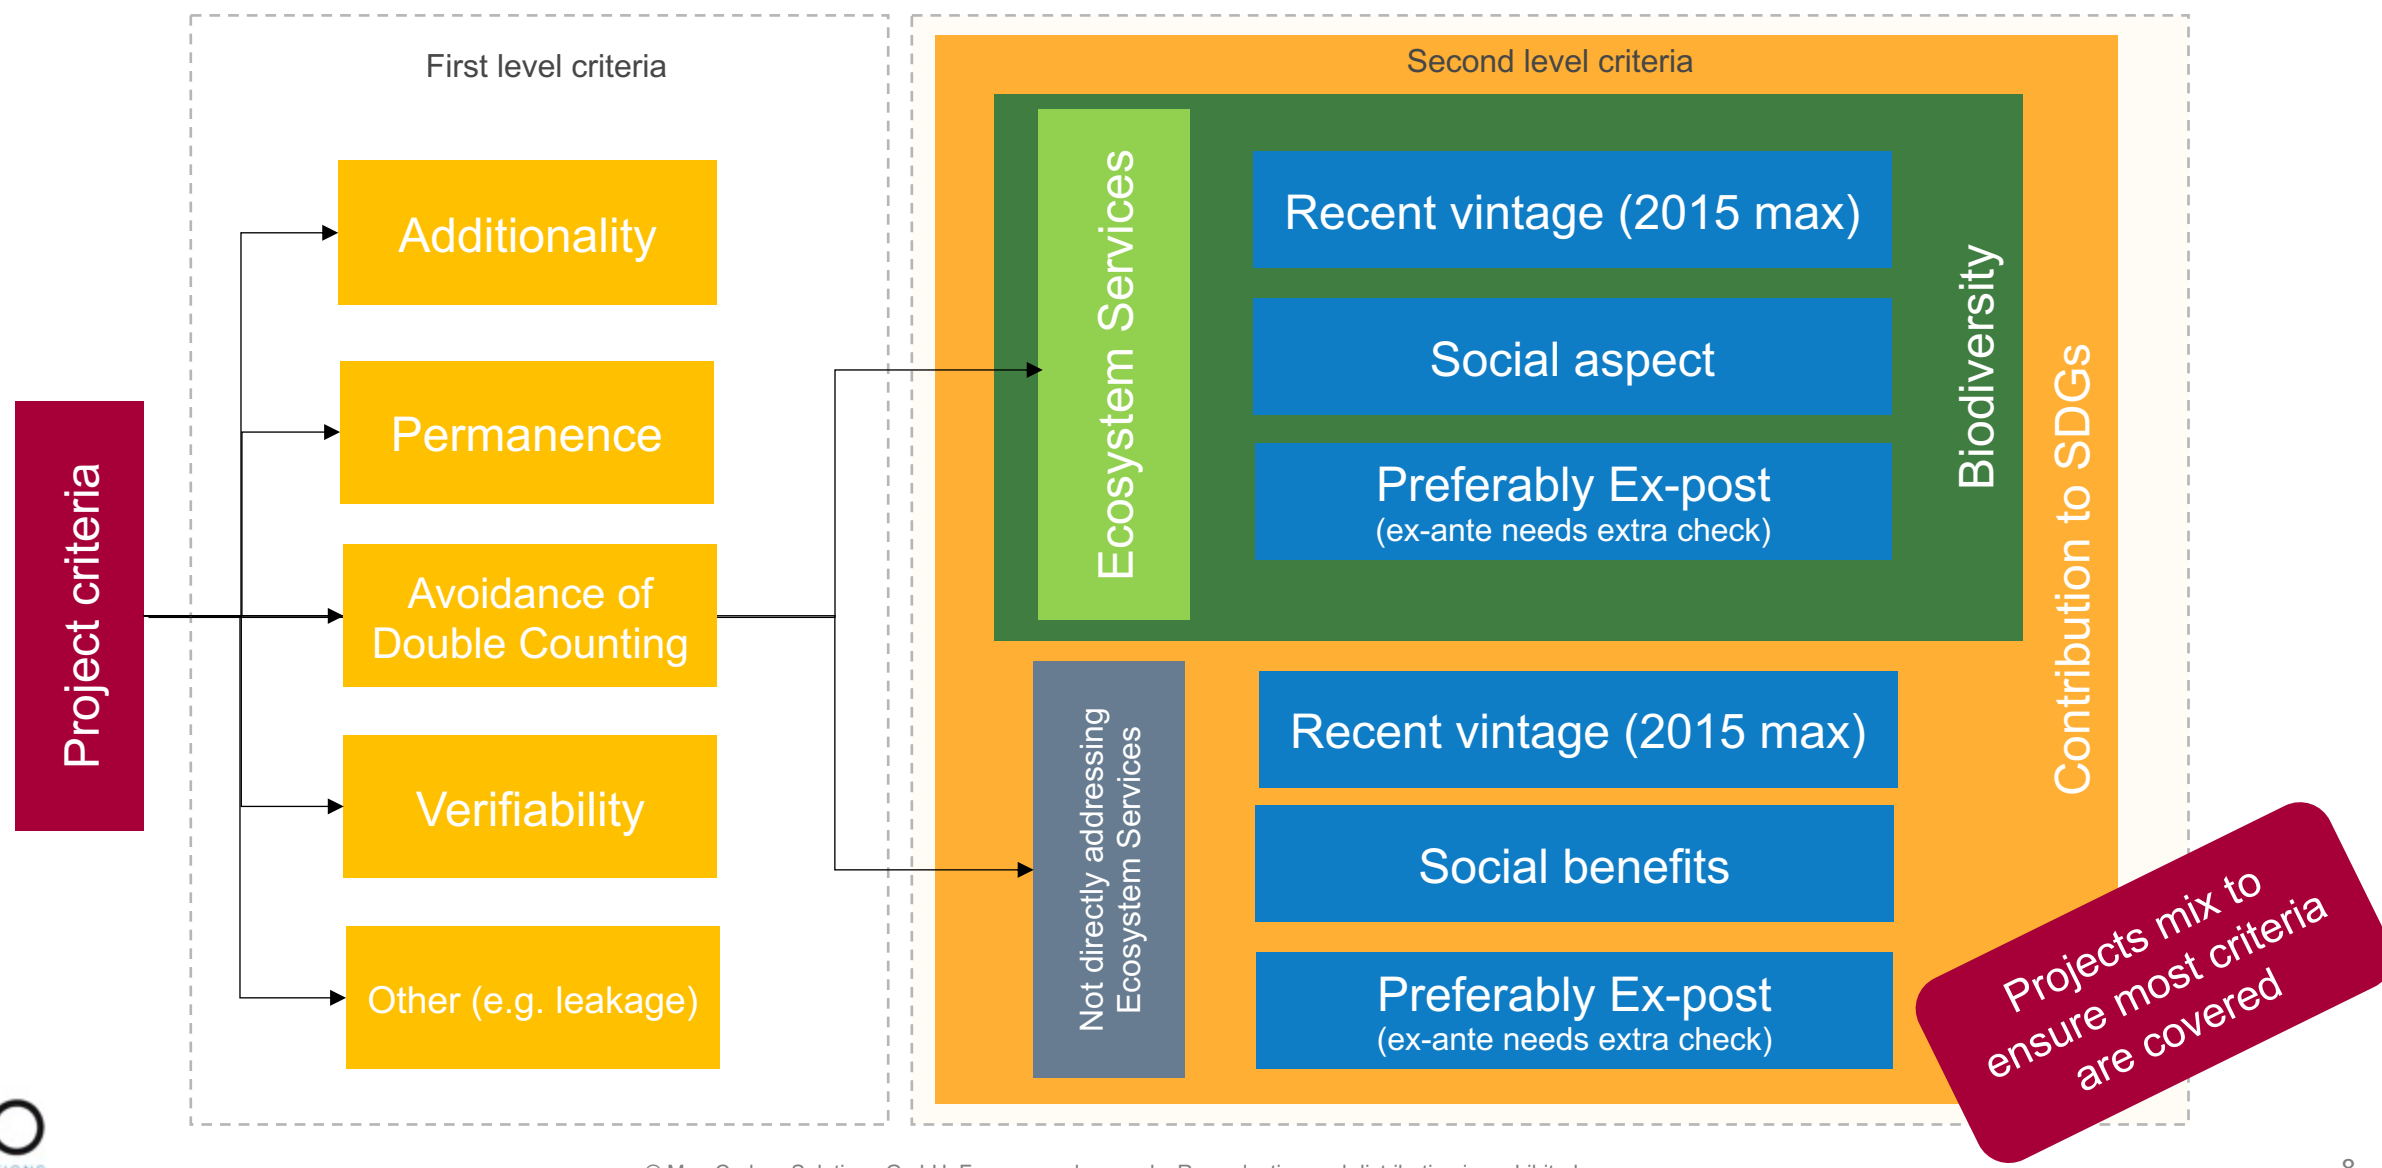 First level criteria
Second level criteria
Project criteria
Additionality
Permanence
Avoidance of
Double Counting
Verifiability
Other (e.g. leakage)
Ecosystem Services
Recent vintage (2015 max)
Social aspect
Preferably Ex-post
(ex-ante needs extra check)
Biodiversity
Contribution to SDGs
Not directly addressing
Ecosystem Services
Recent vintage (2015 max)
Social benefits
Preferably Ex-post
(ex-ante needs extra check)
Projects mix to
ensure most criteria
are covered
8